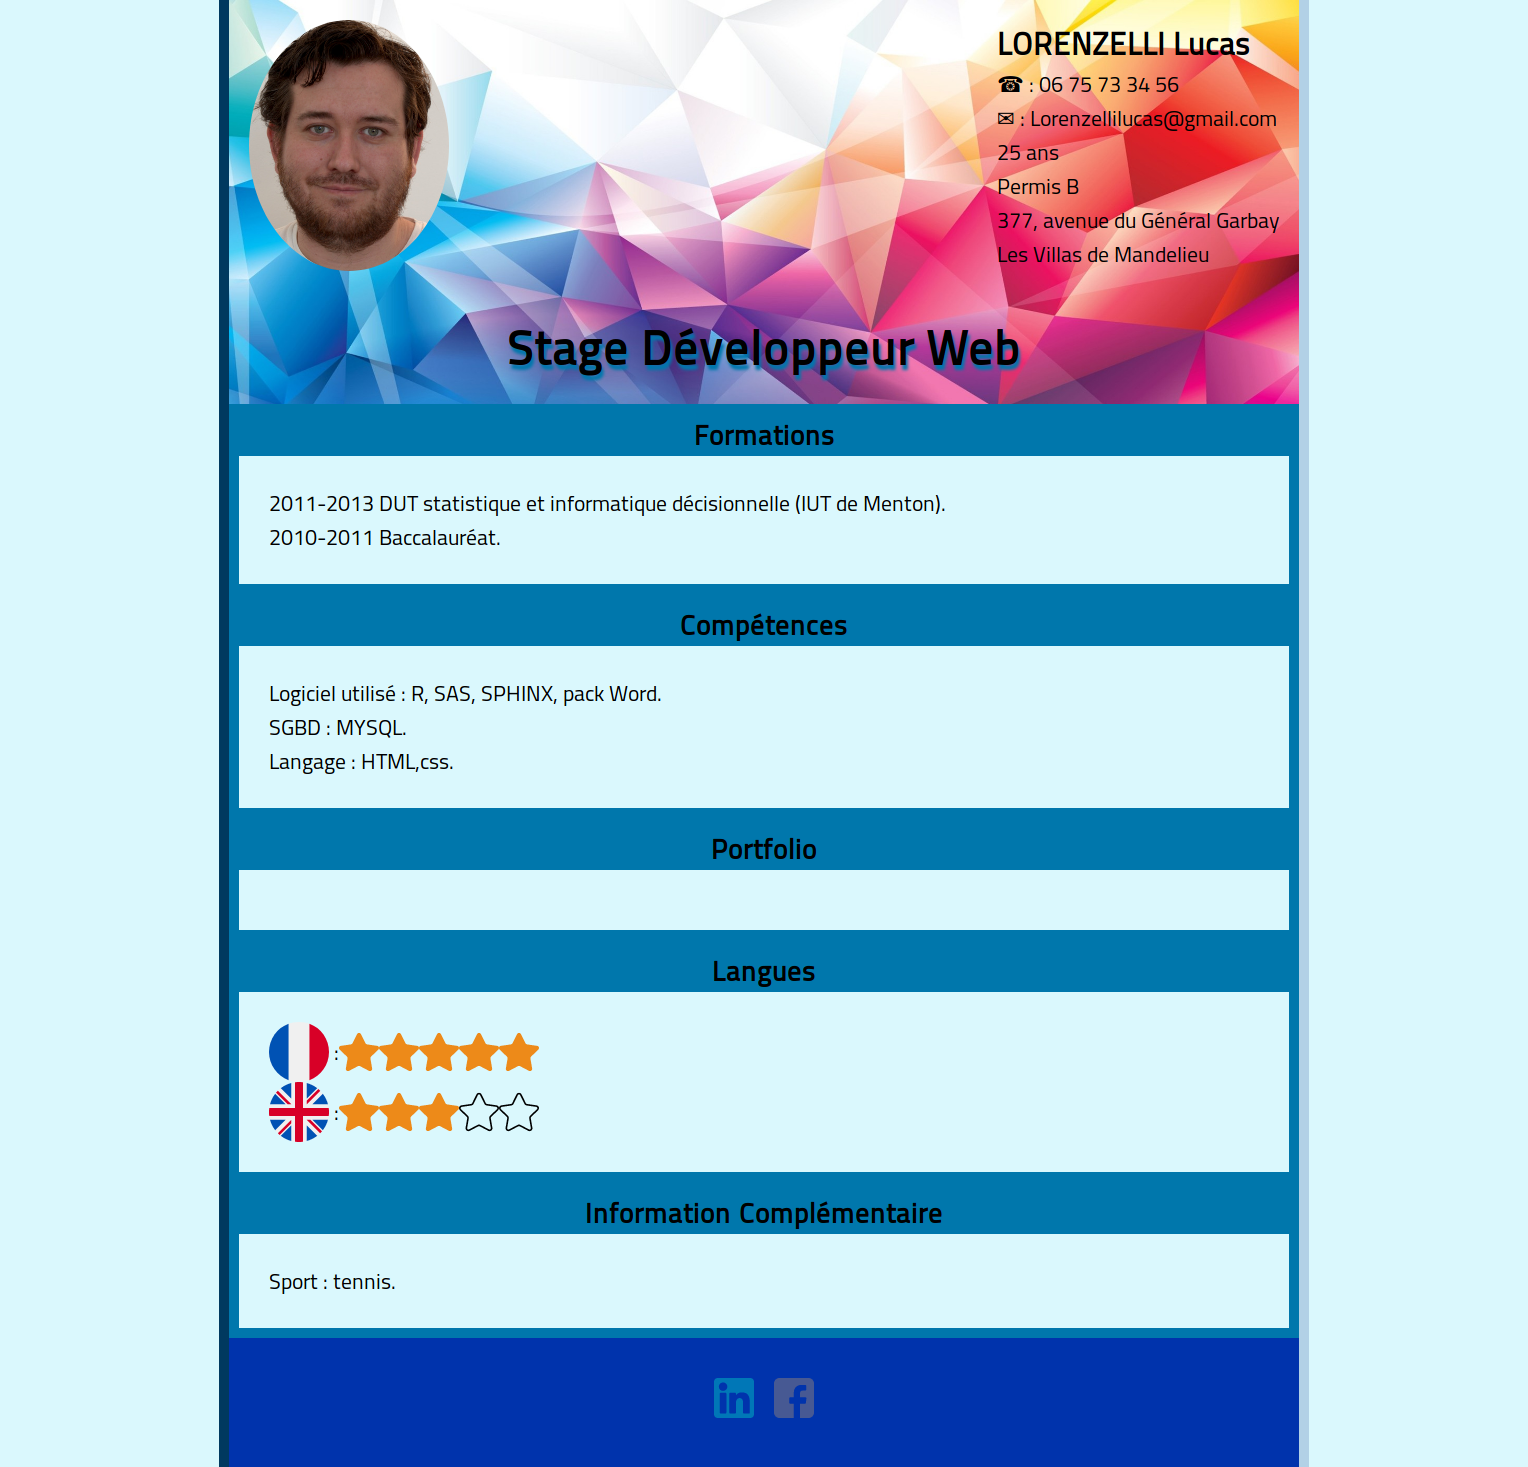 LORENZELLI Lucas
☎ : 06 75 73 34 56
✉ : Lorenzellilucas@gmail.com
25 ans
Permis B
377, avenue du Général Garbay
Les Villas de Mandelieu
Stage Développeur Web
Formations
2011-2013 DUT statistique et informatique décisionnelle (IUT de Menton).
2010-2011 Baccalauréat.
Compétences
Logiciel utilisé : R, SAS, SPHINX, pack Word.
SGBD : MYSQL.
Langage : HTML,css.
Portfolio
Langues
:
:
Information Complémentaire
Sport : tennis.
in f